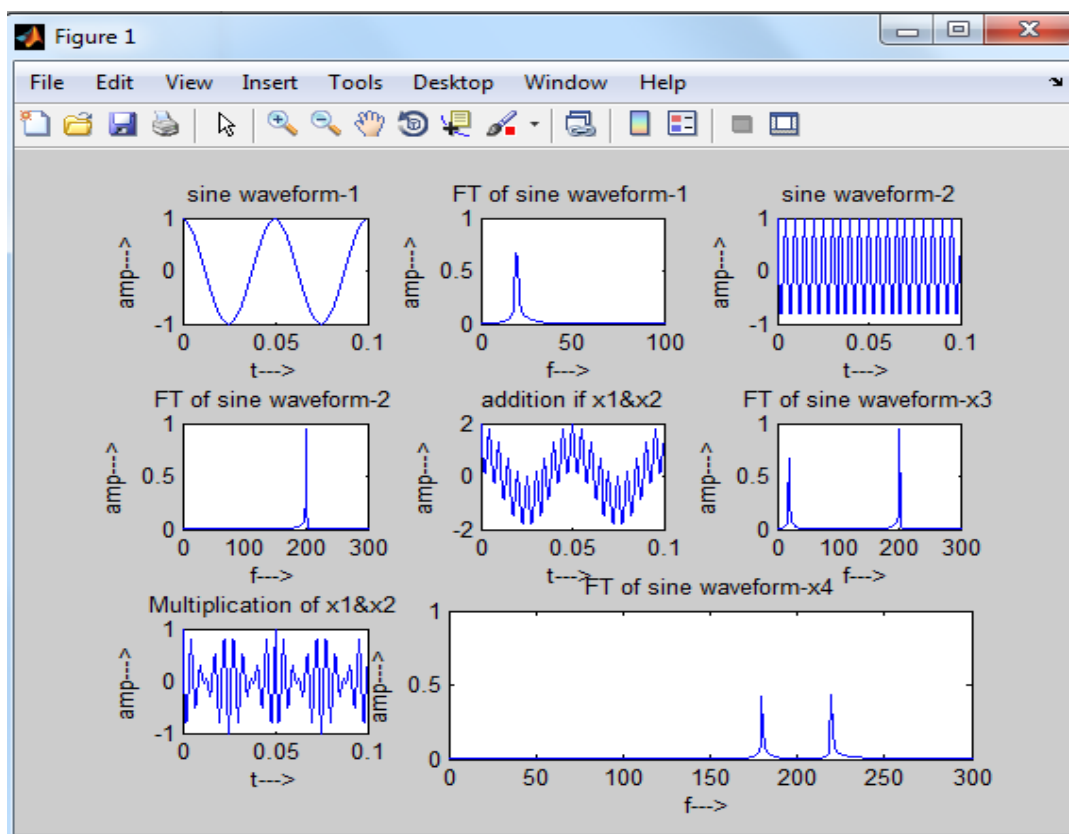 Figure 1
File Edit View Insert Tools Desktop Window Help
sine waveform-1
1
0
-1
amp--->
0 0.05 0.1
t--->
FT of sine waveform-1
1
0.5
0
amp--->
0 50 100
f--->
sine waveform-2
1
0
-1
amp--->
0 0.05 0.1
t--->
FT of sine waveform-2
1
0.5
0
amp--->
0 100 200 300
f--->
addition if x1&x2
2
0
-2
amp--->
0 0.05 0.1
t--->
FT of sine waveform-x3
1
0.5
0
amp--->
0 100 200 300
f--->
Multiplication of x1&x2
1
0
-1
amp--->
0 0.05 0.1
t--->
FT of sine waveform-x4
1
0.5
0
amp--->
0 50 100 150 200 250 300
f--->